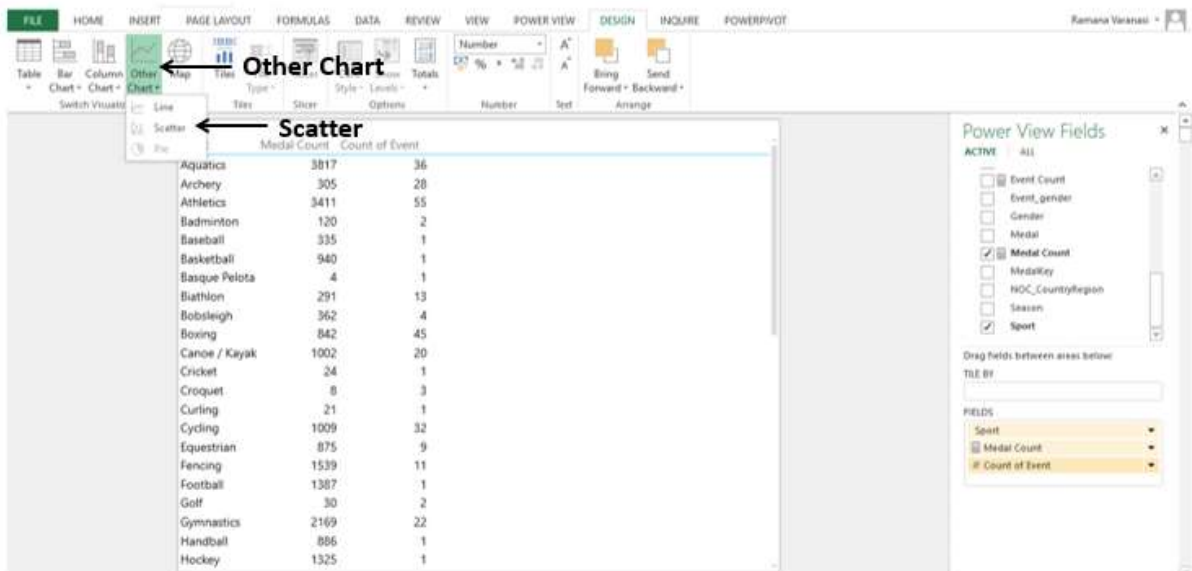 FILE HOME INSERT PAGE LAYOUT FORMULAS DATA REVIEW VIEW POWER VIEW DESIGN INQUIRE POWERPIVOT Ramana Varanasi
Table Bar Chart Column Chart Other Chart Map Tiles Type Slicer Style Levels Totals
Number
%
Bring Forward Send Backward
Other Chart
Switch Tiles Slicer Options Number Text Arrange
Line
Scatter
Pie
Scatter
Medal Count Count of Event
Aquatics 3817 36
Archery 305 28
Athletics 3411 55
Badminton 120 2
Baseball 335 1
Basketball 940 1
Basque Pelota 4 1
Biathlon 291 13
Bobsleigh 362 4
Boxing 842 45
Canoe / Kayak 1002 20
Cricket 24 1
Croquet 8 3
Curling 21 1
Cycling 1009 32
Equestrian 875 9
Fencing 1539 11
Football 1387 1
Golf 30 2
Gymnastics 2169 22
Handball 886 1
Hockey 1325 1
Power View Fields
ACTIVE ALL
Event Count
Event_gender
Gender
Medal
Medal Count
MedalKey
NOC_CountryRegion
Season
Sport
Drag fields between areas below:
TILE BY
FIELDS
Sport
Medal Count
# Count of Event